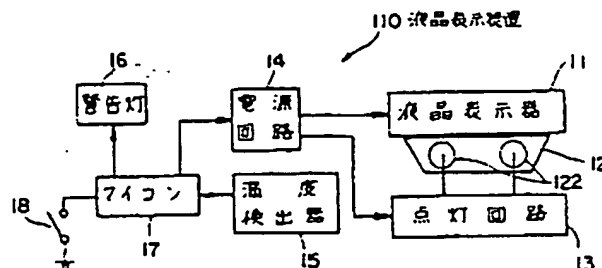 110 液晶表示装置
16
警告灯
14
電源
回路
11
液晶表示器
12
122
18
マイコン
17
温度
検出器
15
点灯回路
13